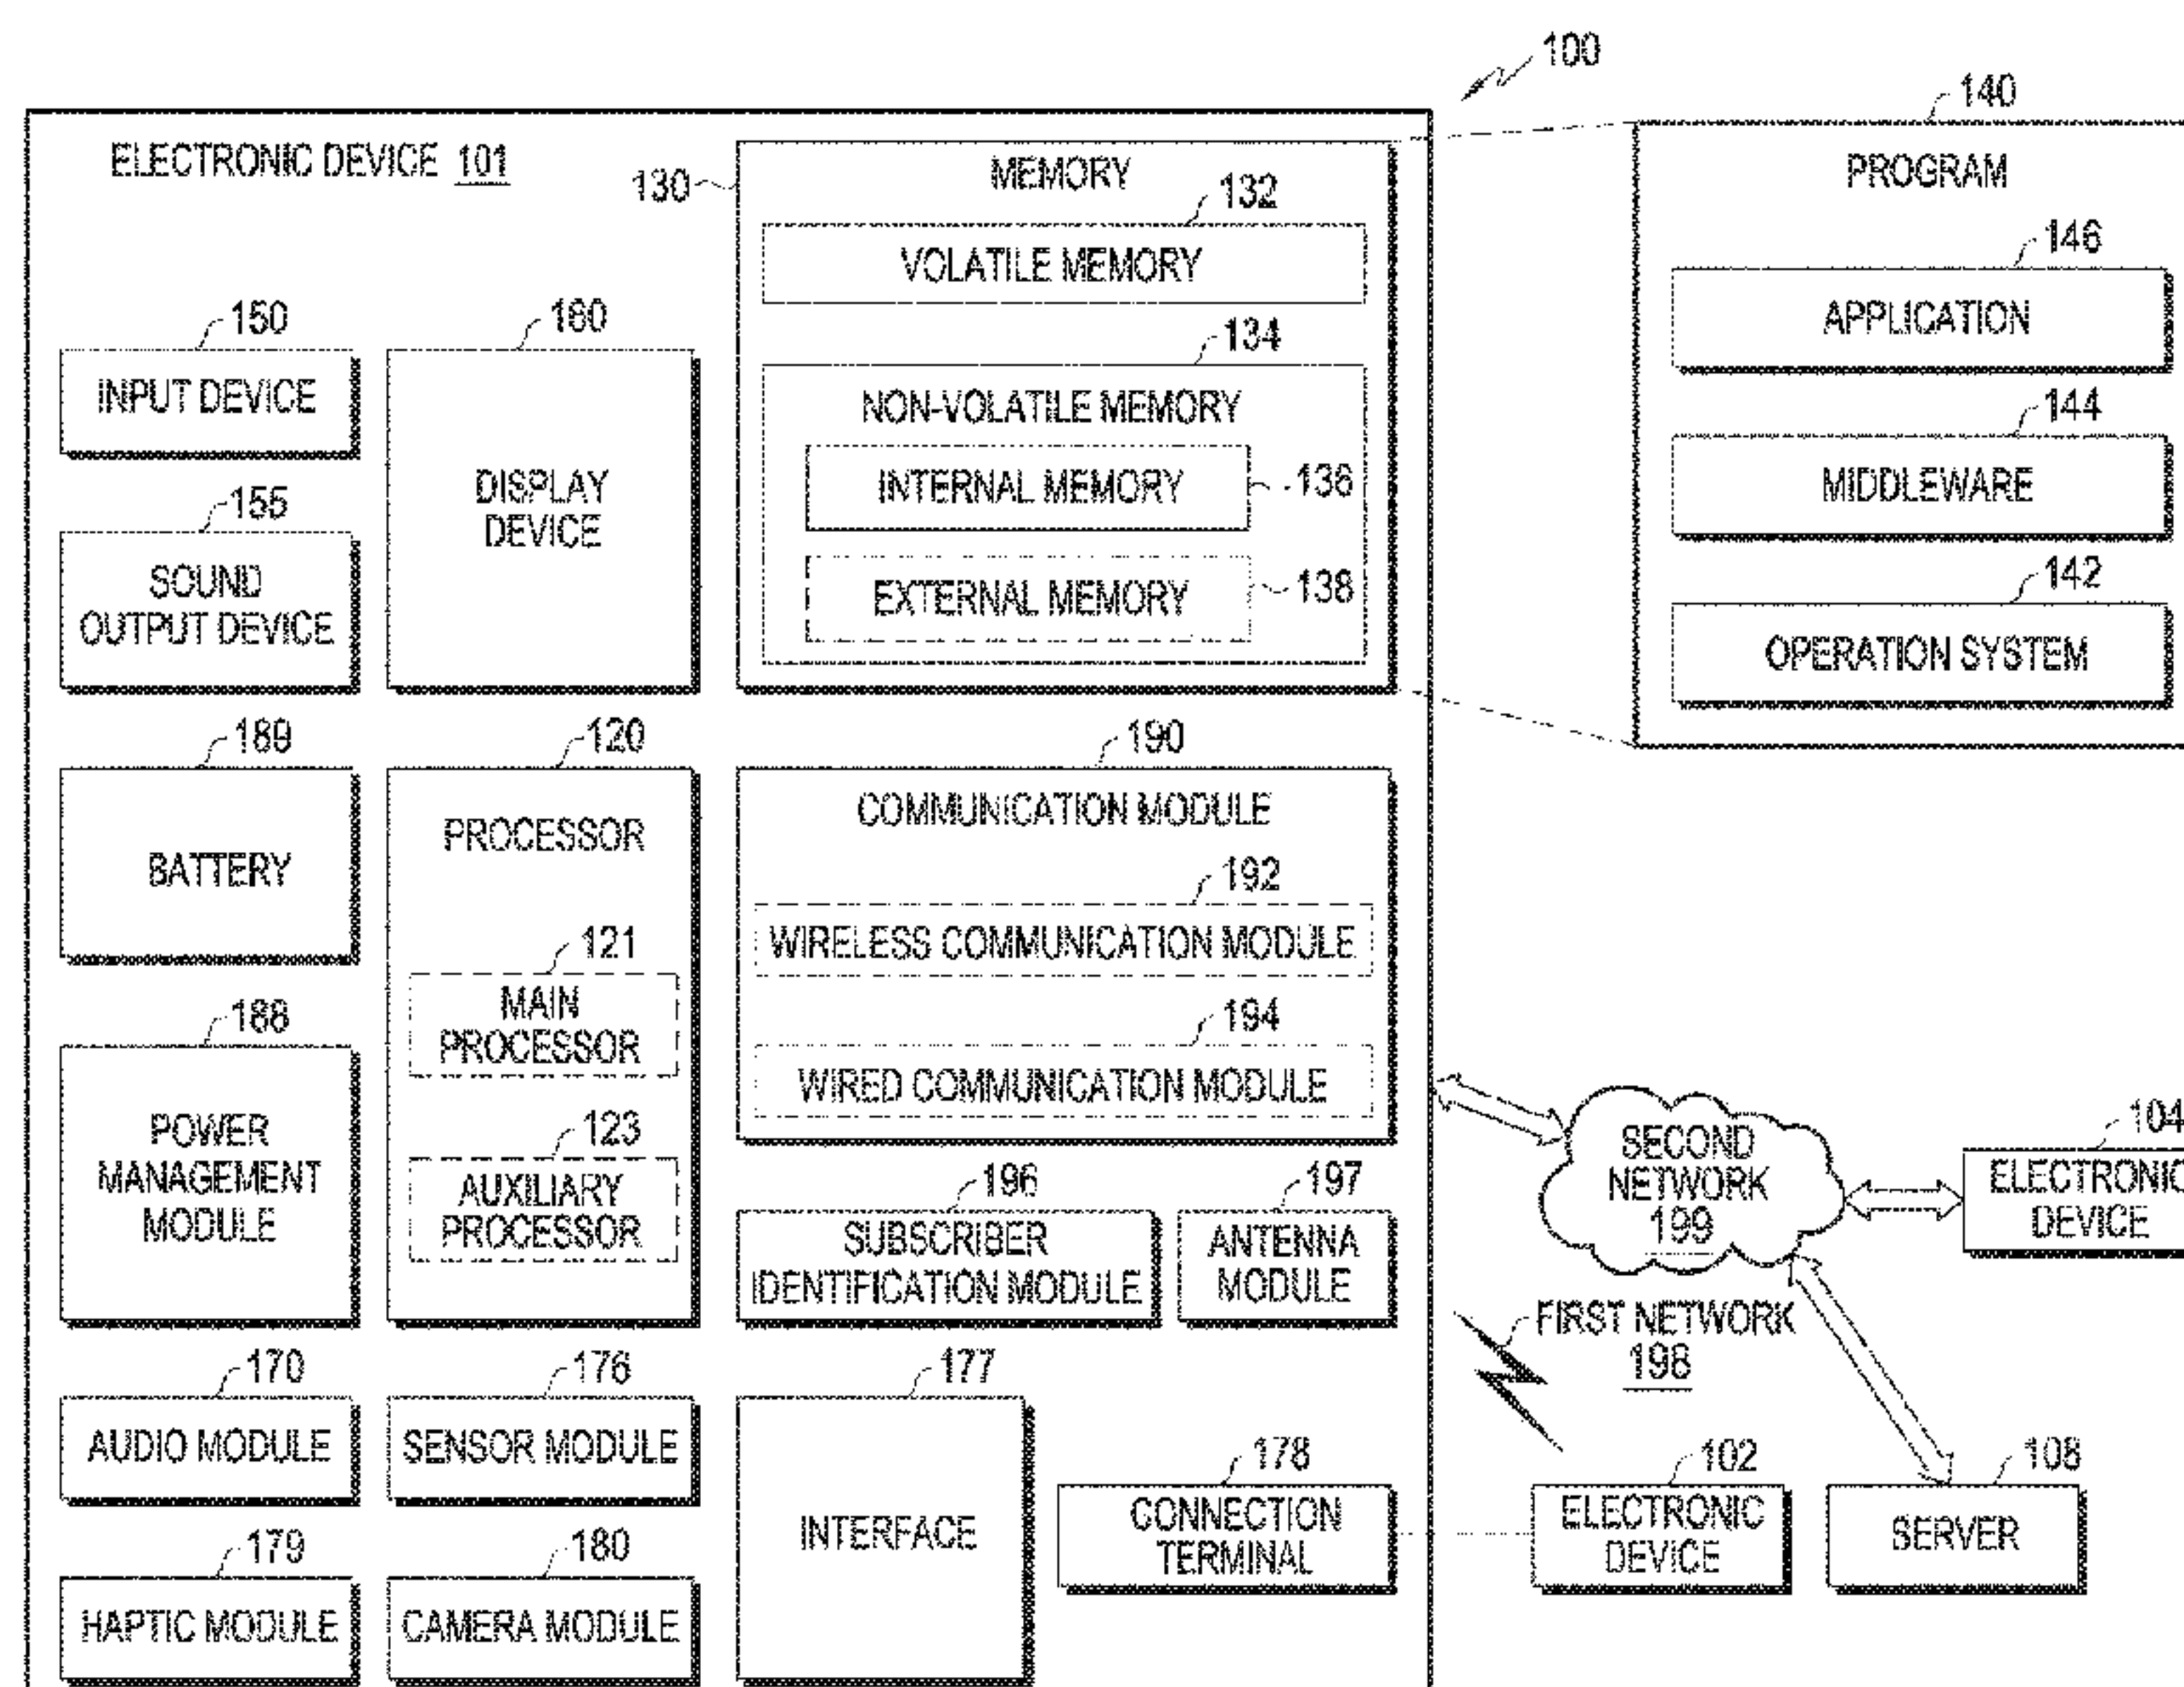 100
140
ELECTRONIC DEVICE 101
130
MEMORY
132
VOLATILE MEMORY
134
NON-VOLATILE MEMORY
INTERNAL MEMORY
136
EXTERNAL MEMORY
138
PROGRAM
146
APPLICATION
144
MIDDLEWARE
142
OPERATION SYSTEM
150
INPUT DEVICE
160
DISPLAY
DEVICE
155
SOUND
OUTPUT DEVICE
189
BATTERY
120
PROCESSOR
121
MAIN
PROCESSOR
123
AUXILIARY
PROCESSOR
190
COMMUNICATION MODULE
192
WIRELESS COMMUNICATION MODULE
194
WIRED COMMUNICATION MODULE
188
POWER
MANAGEMENT
MODULE
196
SUBSCRIBER
IDENTIFICATION MODULE
197
ANTENNA
MODULE
SECOND
NETWORK
199
104
ELECTRONIC
DEVICE
FIRST NETWORK
198
170
AUDIO MODULE
176
SENSOR MODULE
177
INTERFACE
178
CONNECTION
TERMINAL
102
ELECTRONIC
DEVICE
108
SERVER
179
HAPTIC MODULE
180
CAMERA MODULE